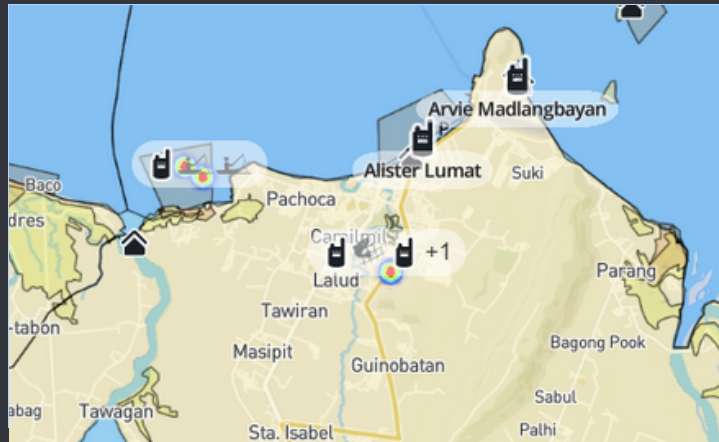 Arvie Madlangbayan
P
Alister Lumat
Suki
Baco
Pachoca
dres
Camilmil
+1
Lalud
Parang
Tawiran
-tabon
Masipit
Bagong Pook
Guinobatan
Sabul
abag
Tawagan
Sta. Isabel
Palhi